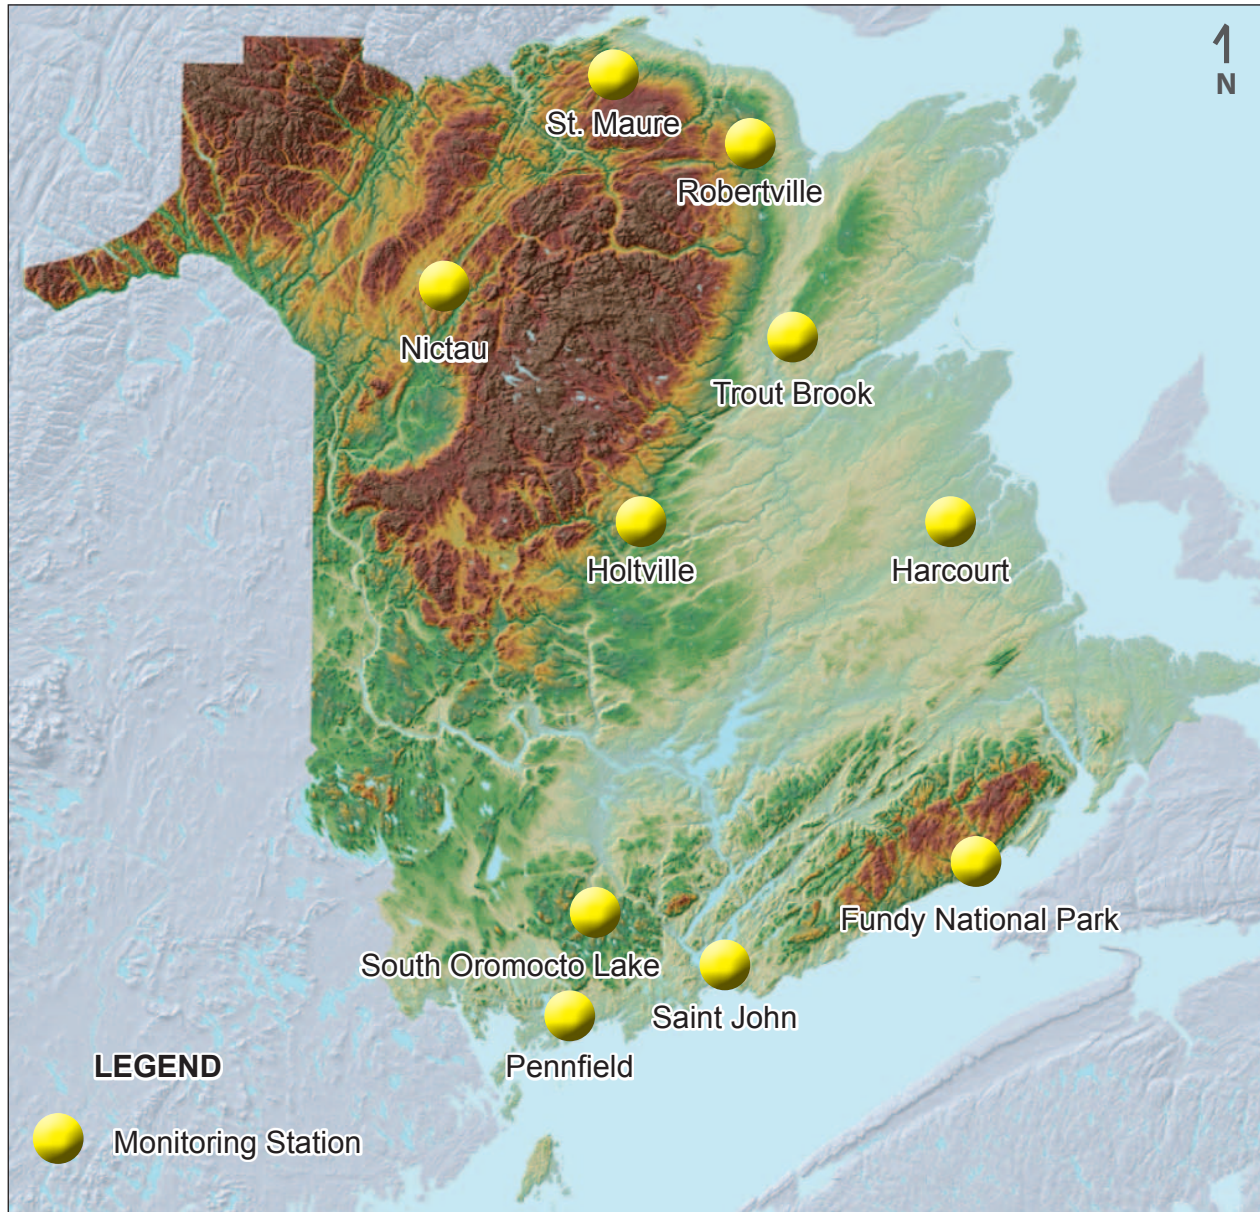 N
St. Maure
Robertville
Nictau
Trout Brook
Holtville
Harcourt
Fundy National Park
South Oromocto Lake
Saint John
Pennfield
LEGEND
Monitoring Station